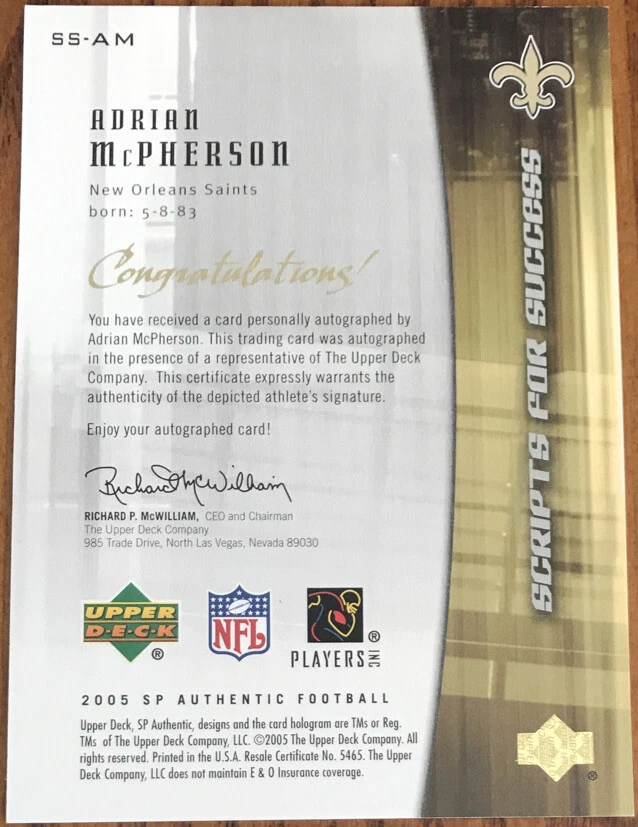 SS-AM
ADRIAN
McPHERSON
New Orleans Saints
born: 5-8-83
Congratulations!
You have received a card personally autographed by
Adrian McPherson. This trading card was autographed
in the presence of a representative of The Upper Deck
Company. This certificate expressly warrants the
authenticity of the depicted athlete's signature.
Enjoy your autographed card!
Richard McWilliam
RICHARD P. McWILLIAM, CEO and Chairman
The Upper Deck Company
985 Trade Drive, North Las Vegas, Nevada 89030
UPPER
D·E·C·K
®
NFL
PLAYERS INC
®
2005 SP AUTHENTIC FOOTBALL
Upper Deck, SP Authentic, designs and the card hologram are TMs or Reg.
TMs of The Upper Deck Company, LLC. ©2005 The Upper Deck Company. All
rights reserved. Printed in the U.S.A. Resale Certificate No. 5465. The Upper
Deck Company, LLC does not maintain E & O Insurance coverage.
SCRIPTS FOR SUCCESS
®